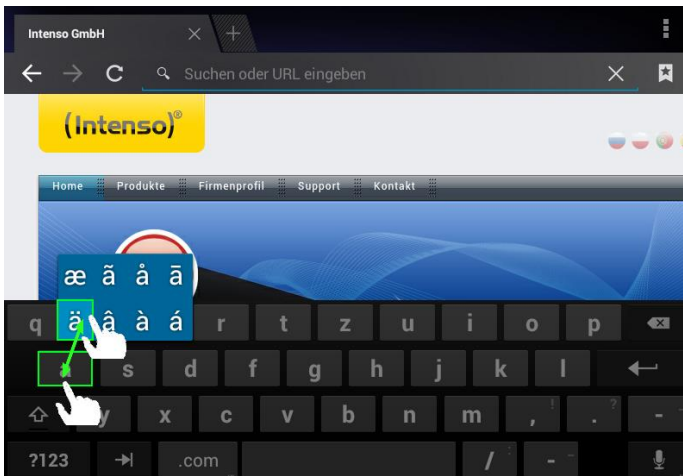 Intenso GmbH
Suchen oder URL eingeben
(Intenso)®
Home Produkte Firmenprofil Support Kontakt
æ ã å ā
ä â à á
q r t z u i o p
a s d f g h j k l
y x c v b n m , ! . ?
?123 .com / : - _